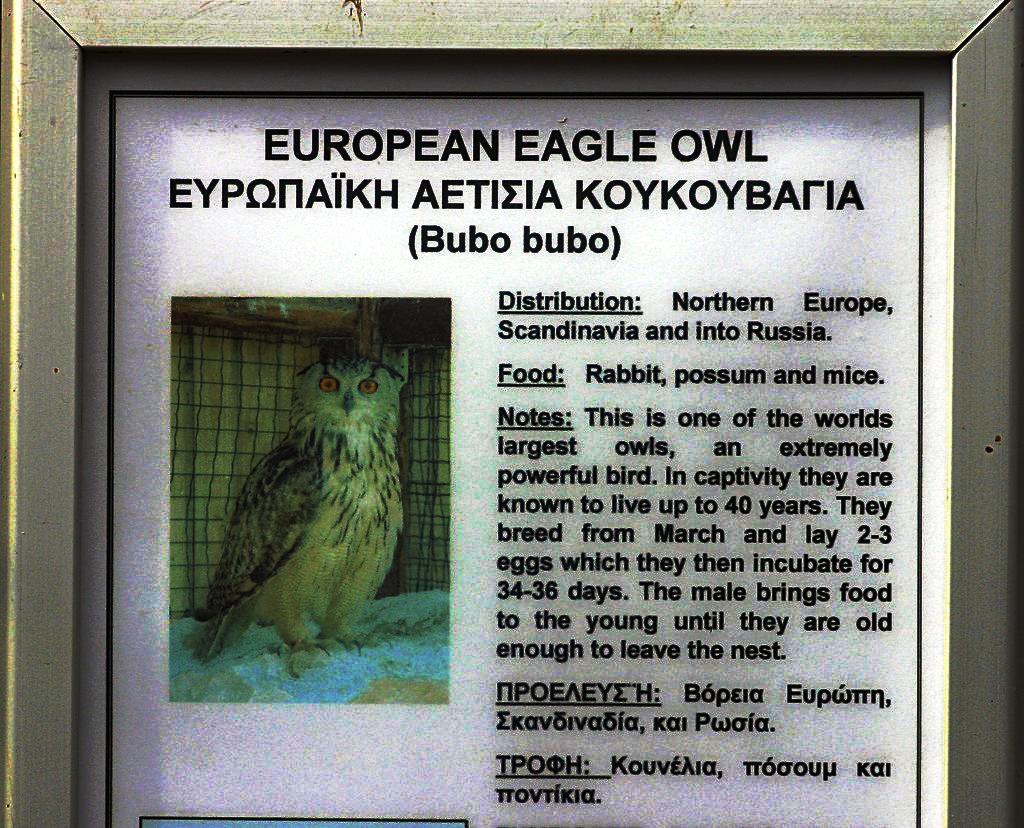 EUROPEAN EAGLE OWL
ΕΥΡΩΠΑΪΚΗ ΑΕΤΙΣΙΑ ΚΟΥΚΟΥΒΑΓΙΑ
(Bubo bubo)
Distribution: Northern Europe,
Scandinavia and into Russia.
Food: Rabbit, possum and mice.
Notes: This is one of the worlds
largest owls, an extremely
powerful bird. In captivity they are
known to live up to 40 years. They
breed from March and lay 2-3
eggs which they then incubate for
34-36 days. The male brings food
to the young until they are old
enough to leave the nest.
ΠΡΟΕΛΕΥΣΉ: Βόρεια Ευρώπη,
Σκανδιναδία, και Ρωσία.
ΤΡΟΦΗ: Κουνέλια, πόσουμ και
ποντίκια.